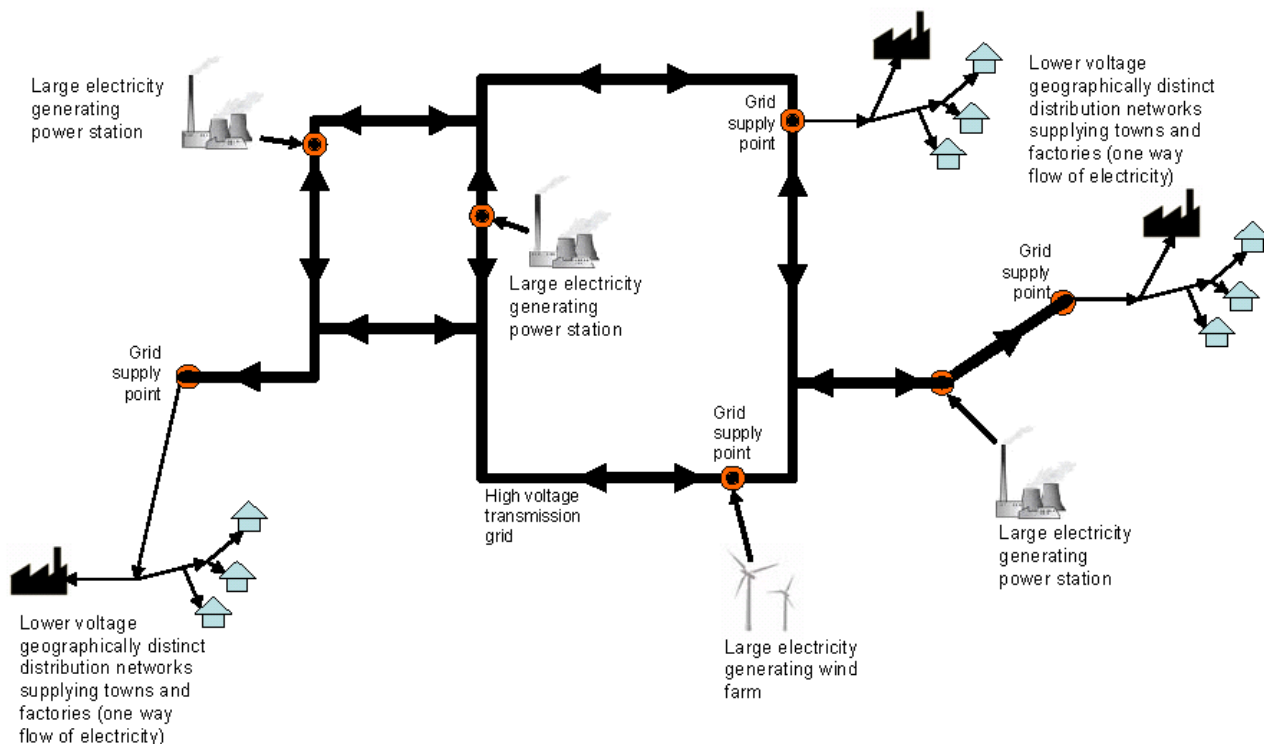 Large electricity
generating
power station
Grid
supply
point
Lower voltage
geographically distinct
distribution networks
supplying towns and
factories (one way
flow of electricity)
Large electricity
generating
power station
Grid
supply
point
Grid
supply
point
Grid
supply
point
High voltage
transmission
grid
Large electricity
generating
power station
Large electricity
generating wind
farm
Lower voltage
geographically distinct
distribution networks
supplying towns and
factories (one way
flow of electricity)